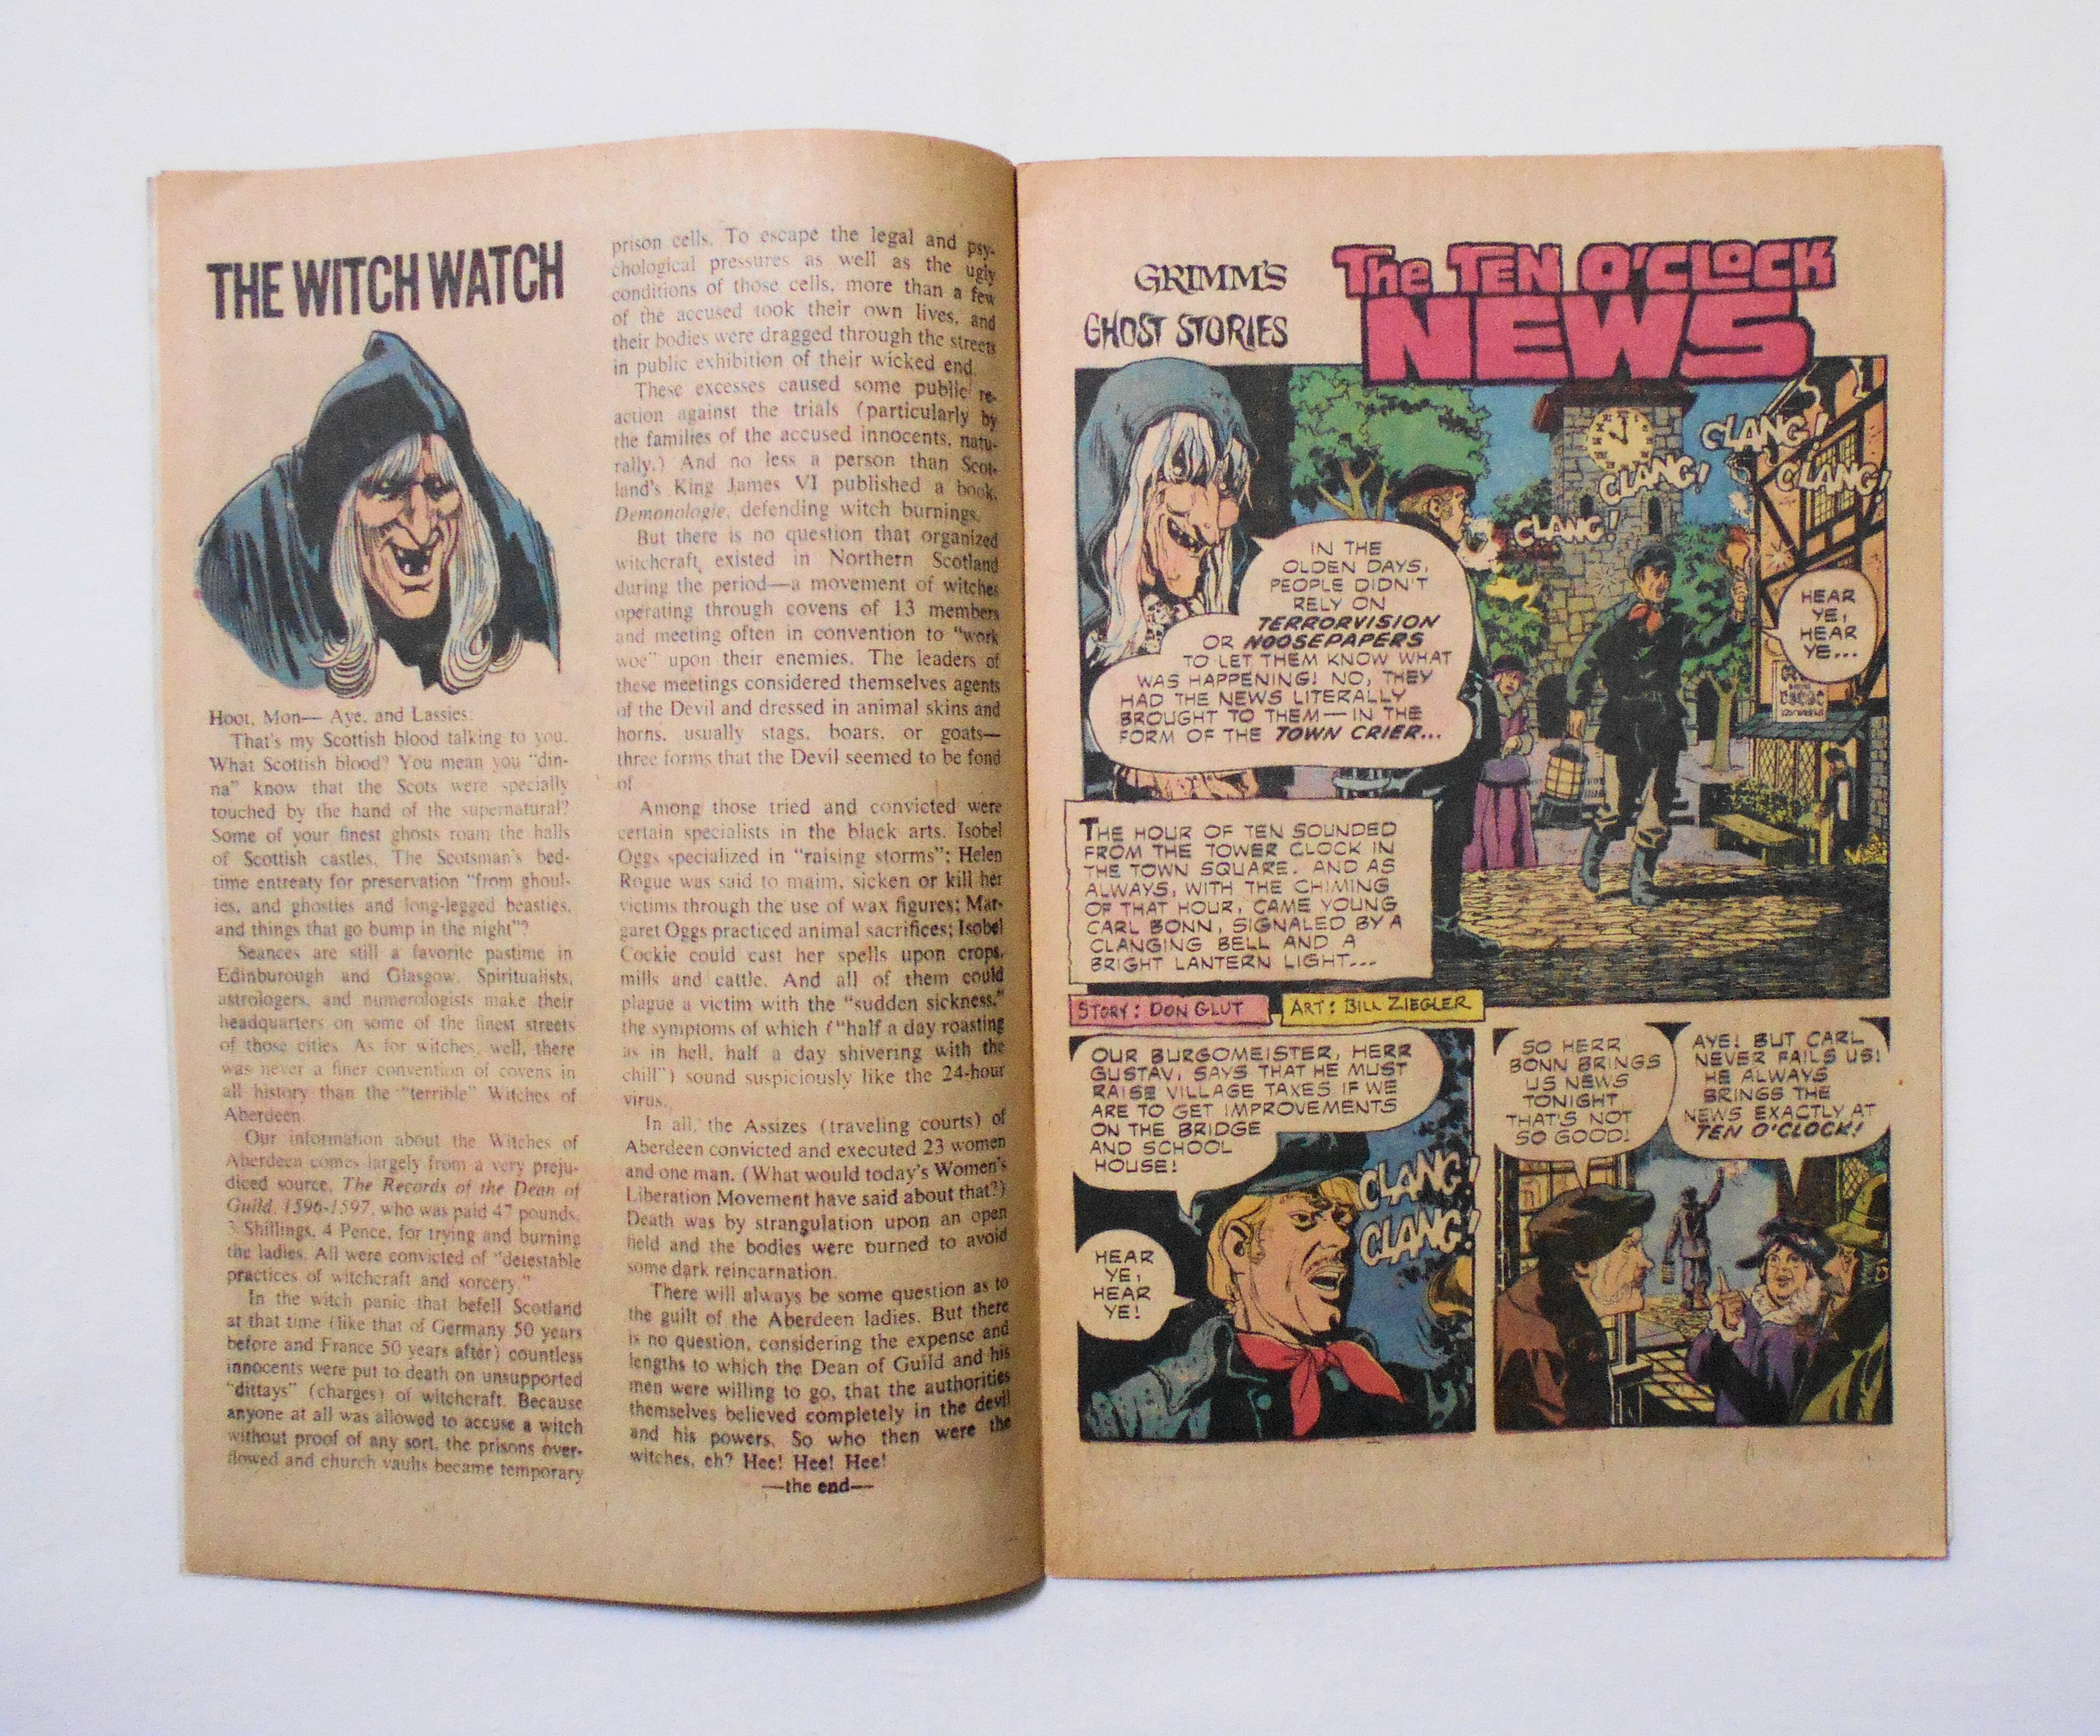 THE WITCH WATCH
Hoot, Mon— Aye, and Lassies:
That's my Scottish blood talking to you.
What Scottish blood? You mean you "din-
na" know that the Scots were specially
touched by the hand of the supernatural?
Some of your finest ghosts roam the halls
of Scottish castles. The Scotsman's bed-
time entreaty for preservation "from ghoul-
ies, and ghosties and long-legged beasties,
and things that go bump in the night"?
Seances are still a favorite pastime in
Edinburough and Glasgow. Spiritualists,
astrologers, and numerologists make their
headquarters on some of the finest streets
of those cities. As for witches, well, there
was never a finer convention of covens in
all history than the "terrible" Witches of
Aberdeen.
Our information about the Witches of
Aberdeen comes largely from a very preju-
diced source, The Records of the Dean of
Guild, 1596-1597, who was paid 47 pounds,
3 Shillings, 4 Pence, for trying and burning
the ladies. All were convicted of "detestable
practices of witchcraft and sorcery."
In the witch panic that befell Scotland
at that time (like that of Germany 50 years
before and France 50 years after) countless
innocents were put to death on unsupported
"dittays" (charges) of witchcraft. Because
anyone at all was allowed to accuse a witch
without proof of any sort, the prisons over-
flowed and church vaults became temporary
prison cells. To escape the legal and psy-
chological pressures as well as the ugly
conditions of those cells, more than a few
of the accused took their own lives, and
their bodies were dragged through the streets
in public exhibition of their wicked end.
These excesses caused some public re-
action against the trials (particularly by
the families of the accused innocents, natu-
rally.) And no less a person than Scot-
land's King James VI published a book,
Demonologie, defending witch burnings.
But there is no question that organized
witchcraft existed in Northern Scotland
during the period—a movement of witches
operating through covens of 13 members
and meeting often in convention to "work
woe" upon their enemies. The leaders of
these meetings considered themselves agents
of the Devil and dressed in animal skins and
horns, usually stags, boars, or goats—
three forms that the Devil seemed to be fond
of.
Among those tried and convicted were
certain specialists in the black arts. Isobel
Oggs specialized in "raising storms"; Helen
Rogue was said to maim, sicken or kill her
victims through the use of wax figures; Mar-
garet Oggs practiced animal sacrifices; Isobel
Cockie could cast her spells upon crops,
mills and cattle. And all of them could
plague a victim with the "sudden sickness,"
the symptoms of which ("half a day roasting
as in hell, half a day shivering with the
chill") sound suspiciously like the 24-hour
virus.
In all, the Assizes (traveling courts) of
Aberdeen convicted and executed 23 women
and one man. (What would today's Women's
Liberation Movement have said about that?)
Death was by strangulation upon an open
field and the bodies were burned to avoid
some dark reincarnation.
There will always be some question as to
the guilt of the Aberdeen ladies. But there
is no question, considering the expense and
lengths to which the Dean of Guild and his
men were willing to go, that the authorities
themselves believed completely in the devil
and his powers. So who then were the
witches, eh? Hee! Hee! Hee!
—the end—
GRIMM'S
GHOST STORIES
The TEN O'CLOCK
NEWS
CLANG!
CLANG!
CLANG!
CLANG!
IN THE
OLDEN DAYS,
PEOPLE DIDN'T
RELY ON
TERRORVISION
OR NOOSEPAPERS
TO LET THEM KNOW WHAT
WAS HAPPENING! NO, THEY
HAD THE NEWS LITERALLY
BROUGHT TO THEM—IN THE
FORM OF THE TOWN CRIER...
HEAR
YE,
HEAR
YE...
THE HOUR OF TEN SOUNDED
FROM THE TOWER CLOCK IN
THE TOWN SQUARE. AND AS
ALWAYS, WITH THE CHIMING
OF THAT HOUR, CAME YOUNG
CARL BONN, SIGNALED BY A
CLANGING BELL AND A
BRIGHT LANTERN LIGHT...
STORY: DON GLUT
ART: BILL ZIEGLER
OUR BURGOMEISTER, HERR
GUSTAV, SAYS THAT HE MUST
RAISE VILLAGE TAXES IF WE
ARE TO GET IMPROVEMENTS
ON THE BRIDGE
AND SCHOOL
HOUSE!
CLANG!
CLANG!
HEAR
YE,
HEAR
YE!
SO HERR
BONN BRINGS
US NEWS
TONIGHT
THAT'S NOT
SO GOOD!
AYE! BUT CARL
NEVER FAILS US!
HE ALWAYS
BRINGS THE
NEWS EXACTLY AT
TEN O'CLOCK!